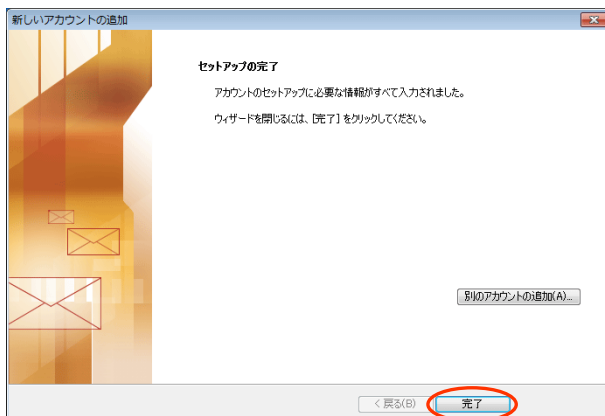 新しいアカウントの追加
セットアップの完了
アカウントのセットアップに必要な情報がすべて入力されました。
ウィザードを閉じるには、[完了] をクリックしてください。
別のアカウントの追加(A)...
< 戻る(B)
完了